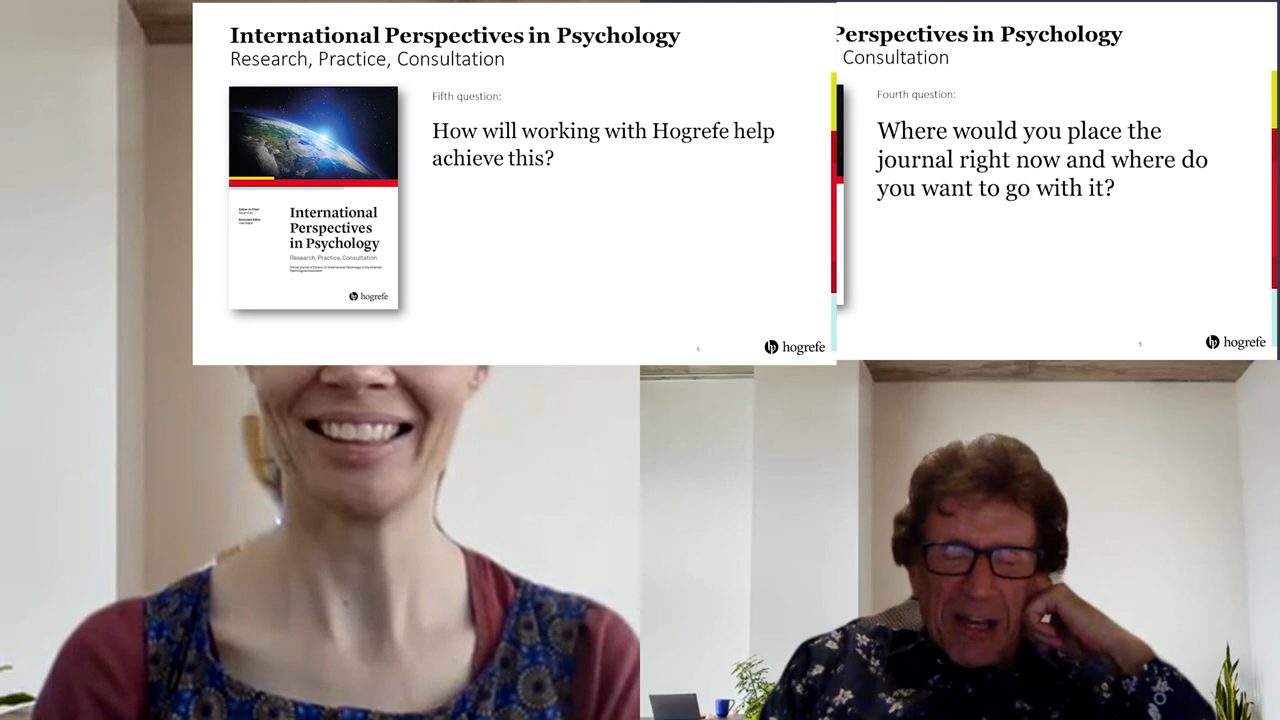 International Perspectives in Psychology
Research, Practice, Consultation
Fifth question:
How will working with Hogrefe help
achieve this?
International
Perspectives
in Psychology
Research, Practice, Consultation
hogrefe
6
hogrefe
Perspectives in Psychology
Consultation
Fourth question:
Where would you place the
journal right now and where do
you want to go with it?
5
hogrefe